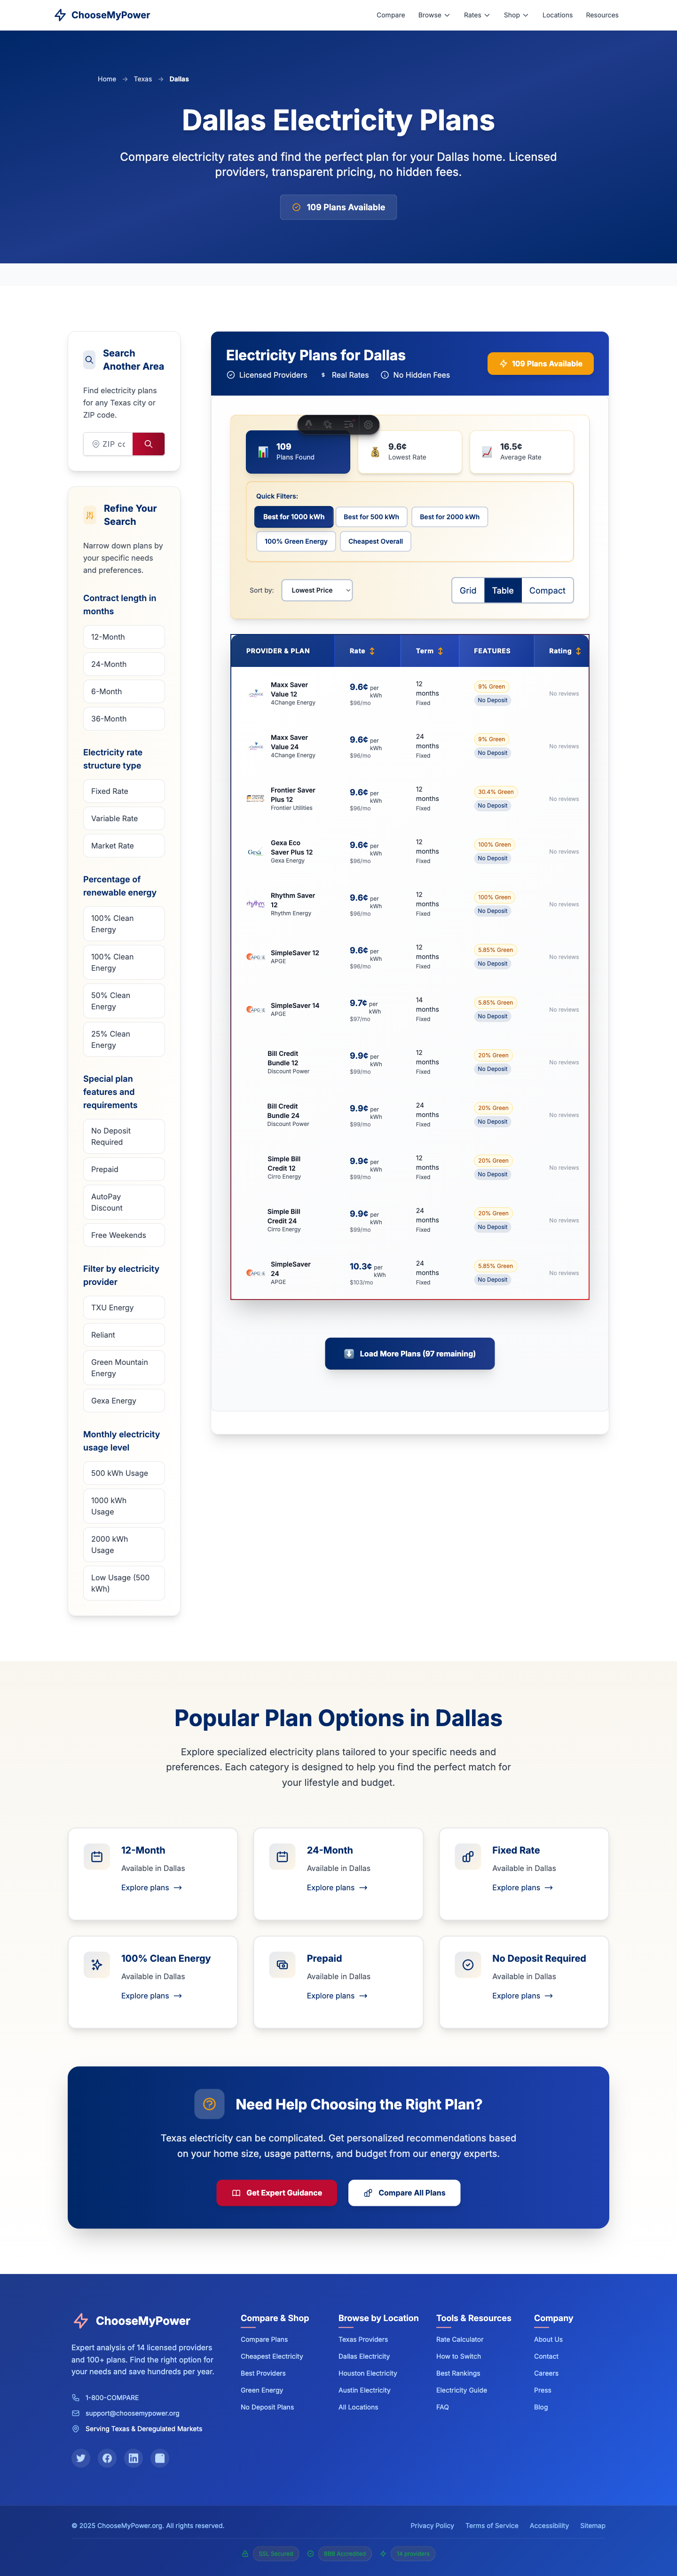 ChooseMyPower
Compare Browse Rates Shop Locations Resources
Home → Texas → Dallas
Dallas Electricity Plans
Compare electricity rates and find the perfect plan for your Dallas home. Licensed
providers, transparent pricing, no hidden fees.
109 Plans Available
Search
Another Area
Find electricity plans
for any Texas city or
ZIP code.
ZIP cc
Refine Your
Search
Narrow down plans by
your specific needs
and preferences.
Contract length in
months
12-Month
24-Month
6-Month
36-Month
Electricity rate
structure type
Fixed Rate
Variable Rate
Market Rate
Percentage of
renewable energy
100% Clean
Energy
100% Clean
Energy
50% Clean
Energy
25% Clean
Energy
Special plan
features and
requirements
No Deposit
Required
Prepaid
AutoPay
Discount
Free Weekends
Filter by electricity
provider
TXU Energy
Reliant
Green Mountain
Energy
Gexa Energy
Monthly electricity
usage level
500 kWh Usage
1000 kWh
Usage
2000 kWh
Usage
Low Usage (500
kWh)
Electricity Plans for Dallas
Licensed Providers $ Real Rates No Hidden Fees
109 Plans Available
109
Plans Found
9.6¢
Lowest Rate
16.5¢
Average Rate
Quick Filters:
Best for 1000 kWh Best for 500 kWh Best for 2000 kWh
100% Green Energy Cheapest Overall
Sort by: Lowest Price
Grid Table Compact
PROVIDER & PLAN Rate Term FEATURES Rating
Maxx Saver
Value 12
4Change Energy
9.6¢ per
kWh
$96/mo
12
months
Fixed
9% Green
No Deposit
No reviews
Maxx Saver
Value 24
4Change Energy
9.6¢ per
kWh
$96/mo
24
months
Fixed
9% Green
No Deposit
No reviews
Frontier Saver
Plus 12
Frontier Utilities
9.6¢ per
kWh
$96/mo
12
months
Fixed
30.4% Green
No Deposit
No reviews
Gexa
Gexa Eco
Saver Plus 12
Gexa Energy
9.6¢ per
kWh
$96/mo
12
months
Fixed
100% Green
No Deposit
No reviews
rhythm
Rhythm Saver
12
Rhythm Energy
9.6¢ per
kWh
$96/mo
12
months
Fixed
100% Green
No Deposit
No reviews
APG&E
SimpleSaver 12
APGE
9.6¢ per
kWh
$96/mo
12
months
Fixed
5.85% Green
No Deposit
No reviews
APG&E
SimpleSaver 14
APGE
9.7¢ per
kWh
$97/mo
14
months
Fixed
5.85% Green
No Deposit
No reviews
Bill Credit
Bundle 12
Discount Power
9.9¢ per
kWh
$99/mo
12
months
Fixed
20% Green
No Deposit
No reviews
Bill Credit
Bundle 24
Discount Power
9.9¢ per
kWh
$99/mo
24
months
Fixed
20% Green
No Deposit
No reviews
Simple Bill
Credit 12
Cirro Energy
9.9¢ per
kWh
$99/mo
12
months
Fixed
20% Green
No Deposit
No reviews
Simple Bill
Credit 24
Cirro Energy
9.9¢ per
kWh
$99/mo
24
months
Fixed
20% Green
No Deposit
No reviews
APG&E
SimpleSaver
24
APGE
10.3¢ per
kWh
$103/mo
24
months
Fixed
5.85% Green
No Deposit
No reviews
Load More Plans (97 remaining)
Popular Plan Options in Dallas
Explore specialized electricity plans tailored to your specific needs and
preferences. Each category is designed to help you find the perfect match for
your lifestyle and budget.
12-Month
Available in Dallas
Explore plans →
24-Month
Available in Dallas
Explore plans →
Fixed Rate
Available in Dallas
Explore plans →
100% Clean Energy
Available in Dallas
Explore plans →
Prepaid
Available in Dallas
Explore plans →
No Deposit Required
Available in Dallas
Explore plans →
Need Help Choosing the Right Plan?
Texas electricity can be complicated. Get personalized recommendations based
on your home size, usage patterns, and budget from our energy experts.
Get Expert Guidance
Compare All Plans
ChooseMyPower
Expert analysis of 14 licensed providers
and 100+ plans. Find the right option for
your needs and save hundreds per year.
1-800-COMPARE
support@choosemypower.org
Serving Texas & Deregulated Markets
Compare & Shop
Compare Plans
Cheapest Electricity
Best Providers
Green Energy
No Deposit Plans
Browse by Location
Texas Providers
Dallas Electricity
Houston Electricity
Austin Electricity
All Locations
Tools & Resources
Rate Calculator
How to Switch
Best Rankings
Electricity Guide
FAQ
Company
About Us
Contact
Careers
Press
Blog
© 2025 ChooseMyPower.org. All rights reserved.
Privacy Policy Terms of Service Accessibility Sitemap
SSL Secured BBB Accredited 14 providers